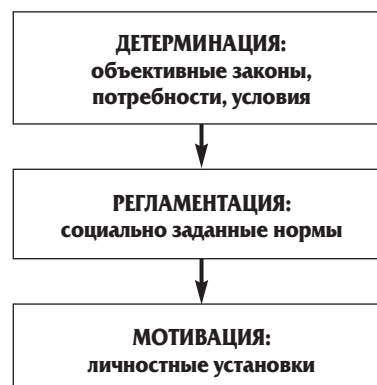 ДЕТЕРМИНАЦИЯ:
объективные законы,
потребности, условия
РЕГЛАМЕНТАЦИЯ:
социально заданные нормы
МОТИВАЦИЯ:
личностные установки